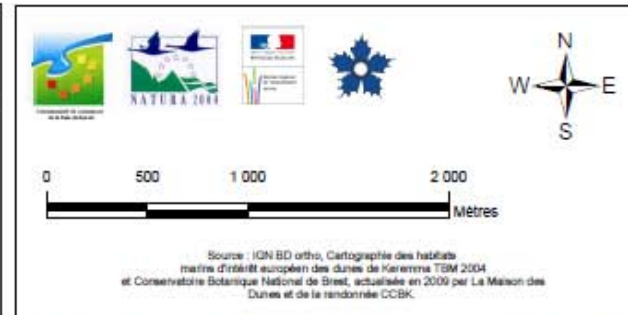 NATURA 2004
N
W E
S
0 500 1 000 2 000
Mètres
Source : IGN BD ortho, Cartographie des habitats
marins d'intérêt européen des dunes de Keremma TBM 2004
et Conservatoire Botanique National de Brest, actualisée en 2009 par La Maison des
Dunes et de la randonnée CCBK.